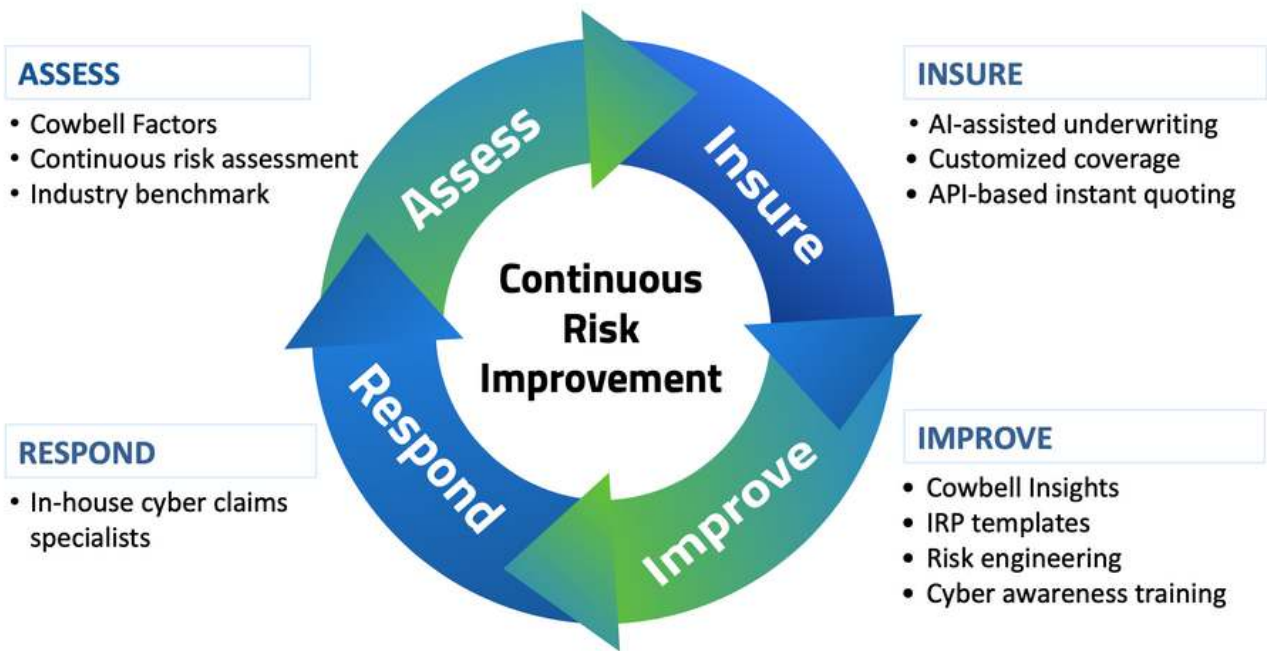 ASSESS
• Cowbell Factors
• Continuous risk assessment
• Industry benchmark
INSURE
• AI-assisted underwriting
• Customized coverage
• API-based instant quoting
Assess
Insure
Continuous
Risk
Improvement
Respond
Improve
RESPOND
• In-house cyber claims
specialists
IMPROVE
• Cowbell Insights
• IRP templates
• Risk engineering
• Cyber awareness training